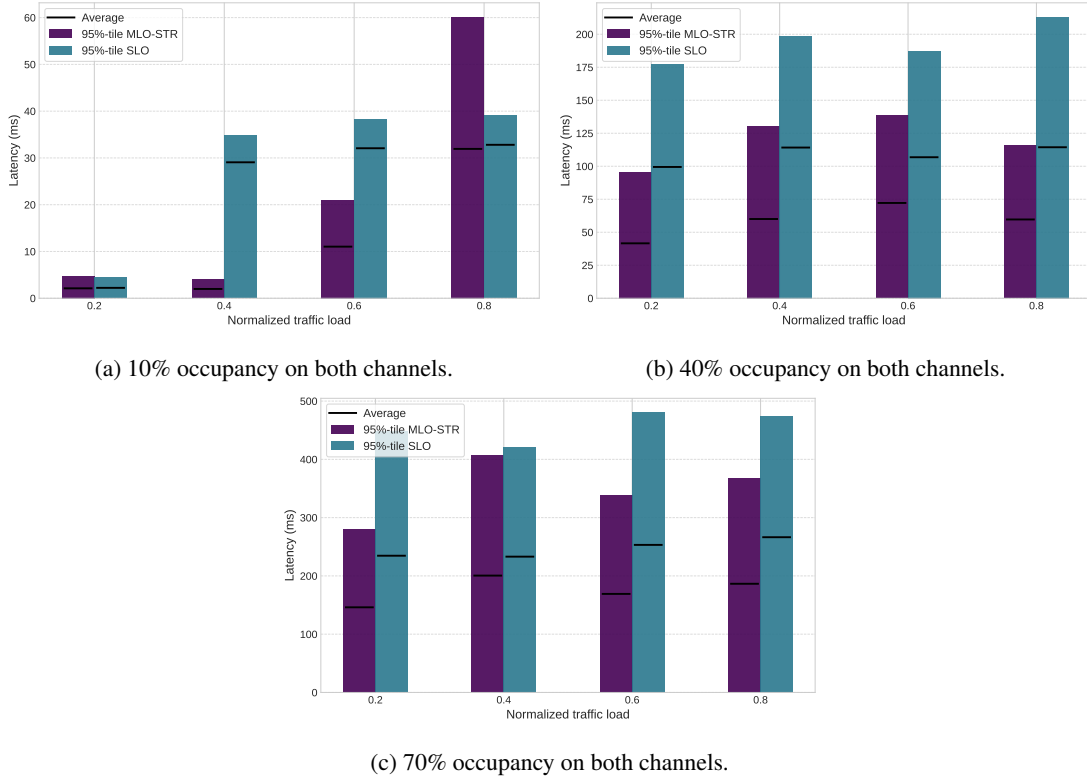 60
50
40
30
20
10
0
Latency (ms)
Average
95%-tile MLO-STR
95%-tile SLO
0.2 0.4 0.6 0.8
Normalized traffic load
(a) 10% occupancy on both channels.
200
175
150
125
100
75
50
25
0
Latency (ms)
Average
95%-tile MLO-STR
95%-tile SLO
0.2 0.4 0.6 0.8
Normalized traffic load
(b) 40% occupancy on both channels.
500
400
300
200
100
0
Latency (ms)
Average
95%-tile MLO-STR
95%-tile SLO
0.2 0.4 0.6 0.8
Normalized traffic load
(c) 70% occupancy on both channels.